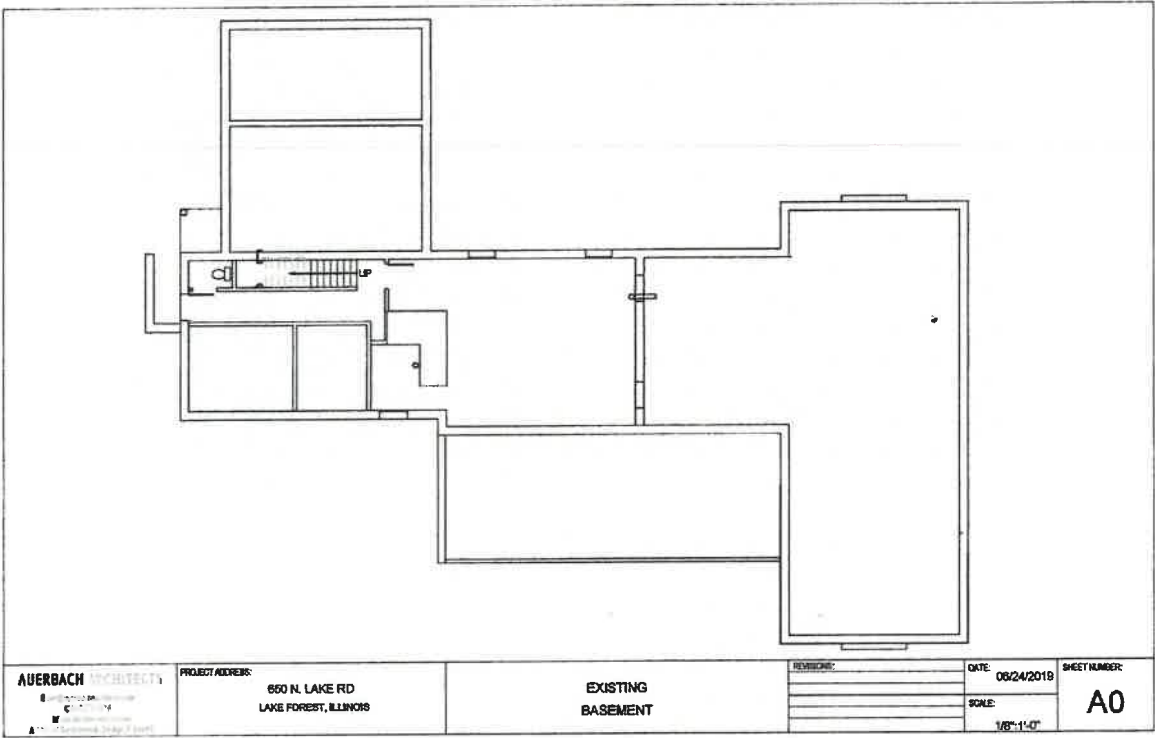 UP
AUERBACH ARCHITECTS
PROJECT ADDRESS:
650 N. LAKE RD
LAKE FOREST, ILLINOIS
EXISTING
BASEMENT
REVISIONS:
DATE:
06/24/2019
SCALE:
1/8":1'-0"
SHEET NUMBER:
A0